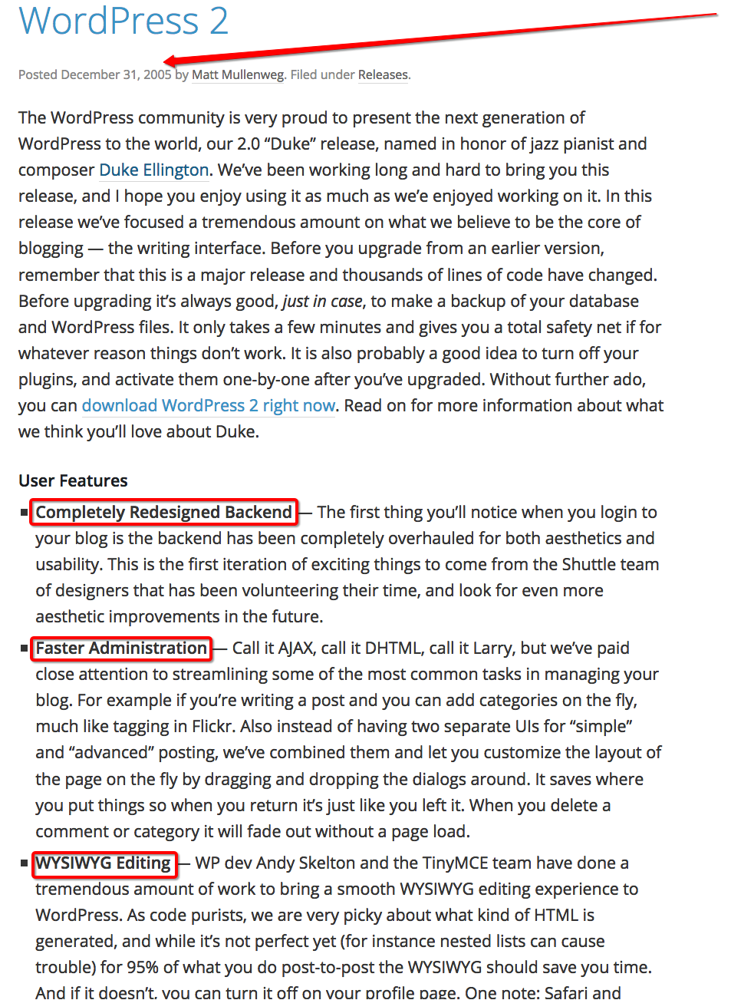 WordPress 2
Posted December 31, 2005 by Matt Mullenweg. Filed under Releases.
The WordPress community is very proud to present the next generation of
WordPress to the world, our 2.0 “Duke” release, named in honor of jazz pianist and
composer Duke Ellington. We’ve been working long and hard to bring you this
release, and I hope you enjoy using it as much as we’e enjoyed working on it. In this
release we’ve focused a tremendous amount on what we believe to be the core of
blogging — the writing interface. Before you upgrade from an earlier version,
remember that this is a major release and thousands of lines of code have changed.
Before upgrading it’s always good, just in case, to make a backup of your database
and WordPress files. It only takes a few minutes and gives you a total safety net if for
whatever reason things don’t work. It is also probably a good idea to turn off your
plugins, and activate them one-by-one after you’ve upgraded. Without further ado,
you can download WordPress 2 right now. Read on for more information about what
we think you’ll love about Duke.
User Features
Completely Redesigned Backend — The first thing you’ll notice when you login to
your blog is the backend has been completely overhauled for both aesthetics and
usability. This is the first iteration of exciting things to come from the Shuttle team
of designers that has been volunteering their time, and look for even more
aesthetic improvements in the future.
Faster Administration — Call it AJAX, call it DHTML, call it Larry, but we’ve paid
close attention to streamlining some of the most common tasks in managing your
blog. For example if you’re writing a post and you can add categories on the fly,
much like tagging in Flickr. Also instead of having two separate UIs for “simple”
and “advanced” posting, we’ve combined them and let you customize the layout of
the page on the fly by dragging and dropping the dialogs around. It saves where
you put things so when you return it’s just like you left it. When you delete a
comment or category it will fade out without a page load.
WYSIWYG Editing — WP dev Andy Skelton and the TinyMCE team have done a
tremendous amount of work to bring a smooth WYSIWYG editing experience to
WordPress. As code purists, we are very picky about what kind of HTML is
generated, and while it’s not perfect yet (for instance nested lists can cause
trouble) for 95% of what you do post-to-post the WYSIWYG should save you time.
And if it doesn’t, you can turn it off on your profile page. One note: Safari and